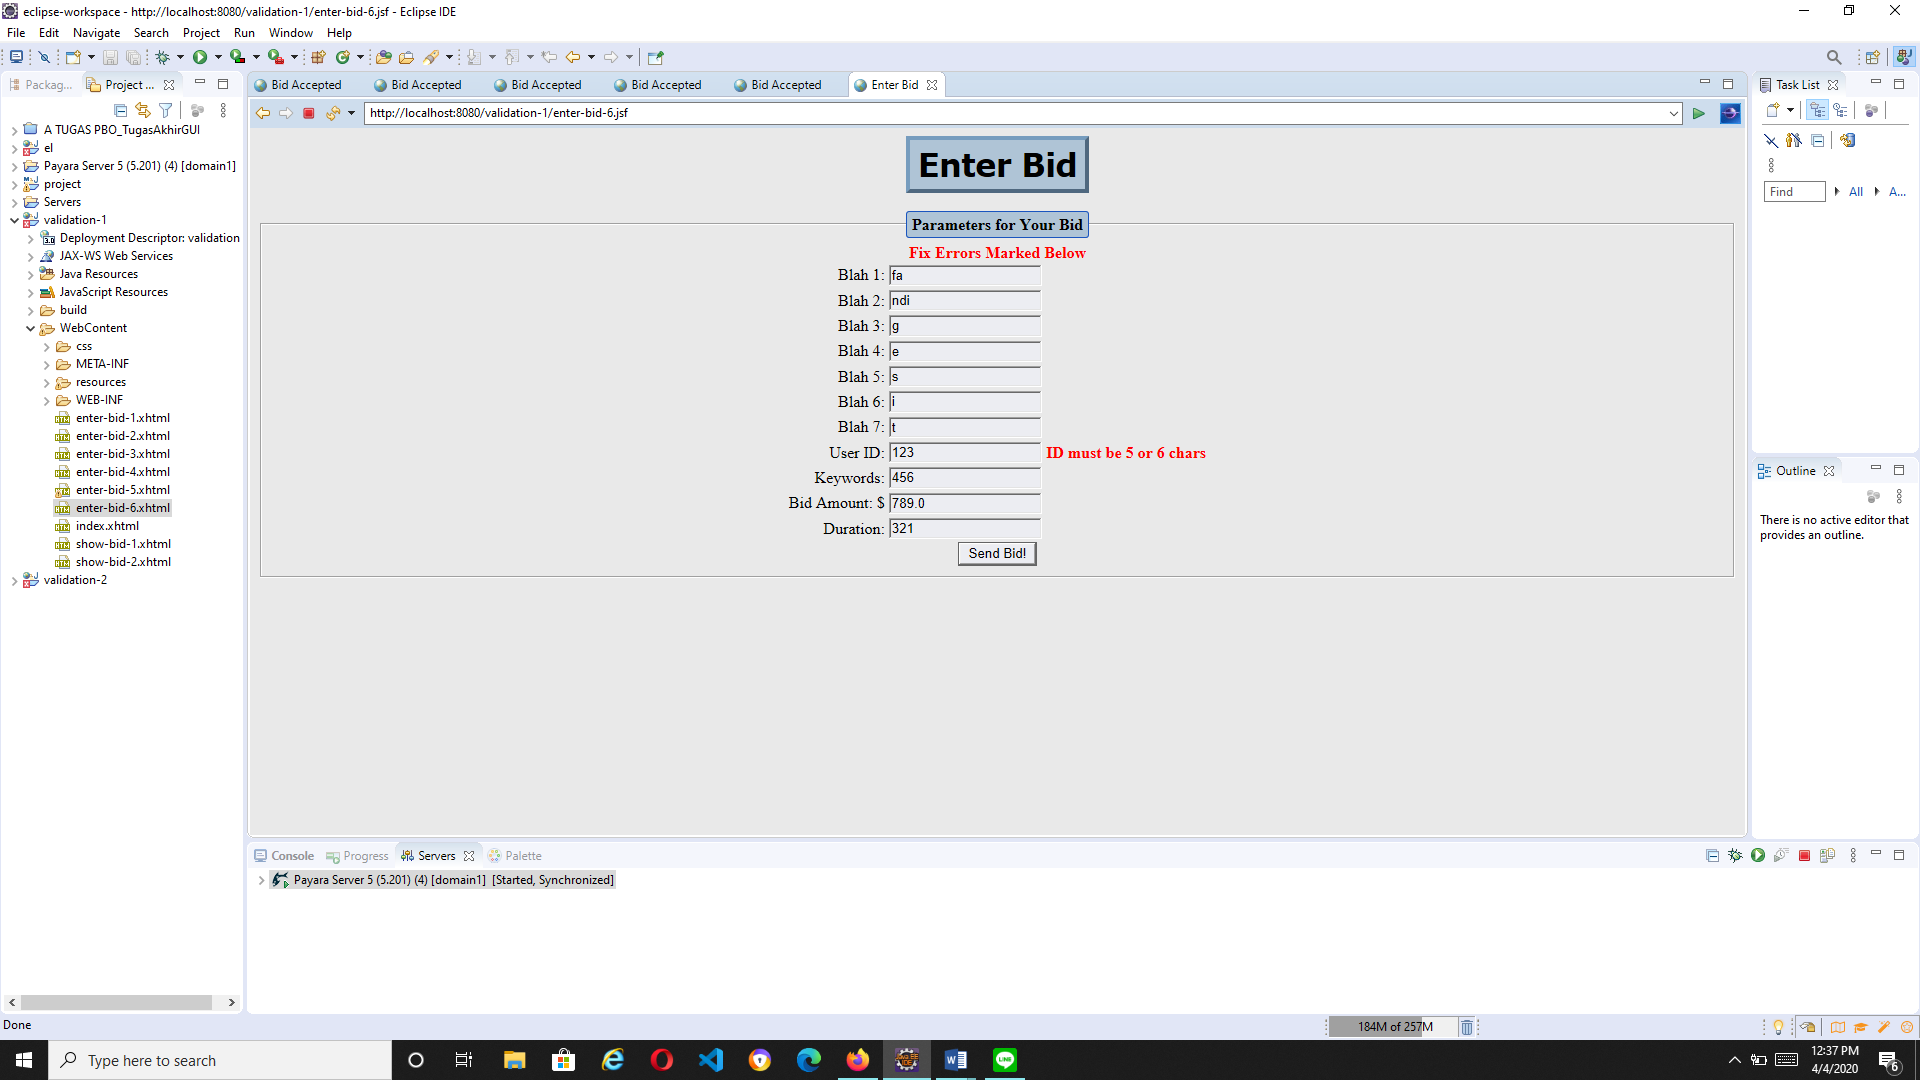 eclipse-workspace - http://localhost:8080/validation-1/enter-bid-6.jsf - Eclipse IDE
File Edit Navigate Search Project Run Window Help
Packag... Project ...
A TUGAS PBO_TugasAkhirGUI
el
Payara Server 5 (5.201) (4) [domain1]
project
Servers
validation-1
3.0 Deployment Descriptor: validation
JAX-WS Web Services
Java Resources
JavaScript Resources
build
WebContent
css
META-INF
resources
WEB-INF
enter-bid-1.xhtml
enter-bid-2.xhtml
enter-bid-3.xhtml
enter-bid-4.xhtml
enter-bid-5.xhtml
enter-bid-6.xhtml
index.xhtml
show-bid-1.xhtml
show-bid-2.xhtml
validation-2
Bid Accepted Bid Accepted Bid Accepted Bid Accepted Bid Accepted Enter Bid
http://localhost:8080/validation-1/enter-bid-6.jsf
Enter Bid
Parameters for Your Bid
Fix Errors Marked Below
Blah 1: fa
Blah 2: ndi
Blah 3: g
Blah 4: e
Blah 5: s
Blah 6: i
Blah 7: t
User ID: 123 ID must be 5 or 6 chars
Keywords: 456
Bid Amount: $ 789.0
Duration: 321
Send Bid!
Task List
Find All A...
Outline
There is no active editor that
provides an outline.
Console Progress Servers Palette
Payara Server 5 (5.201) (4) [domain1] [Started, Synchronized]
Done
184M of 257M
Type here to search
LINE
12:37 PM
4/4/2020
6